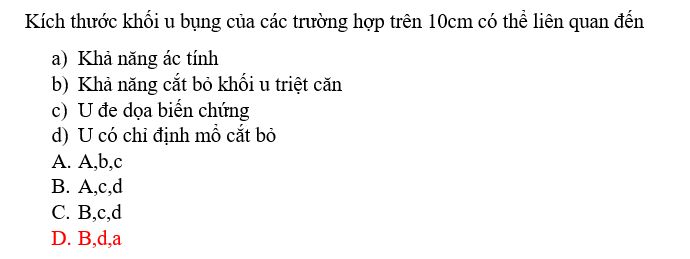 Kích thước khối u bụng của các trường hợp trên 10cm có thể liên quan đến
a) Khả năng ác tính
b) Khả năng cắt bỏ khối u triệt căn
c) U đe dọa biến chứng
d) U có chỉ định mổ cắt bỏ
A. A,b,c
B. A,c,d
C. B,c,d
D. B,d,a